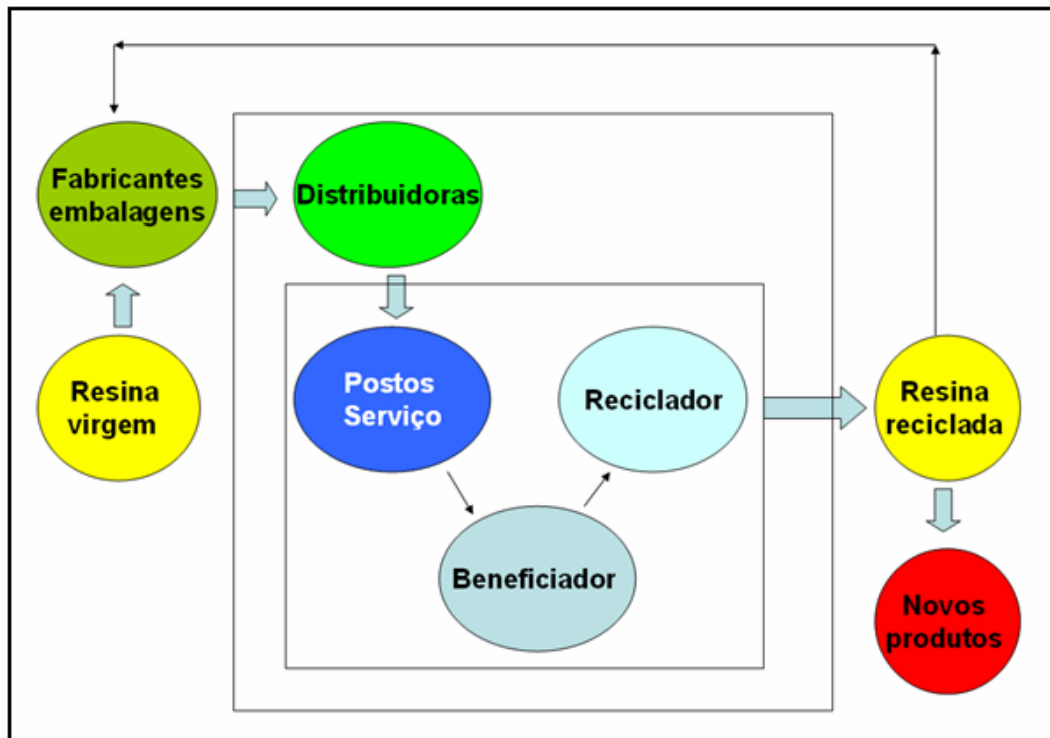 Fabricantes
embalagens
Distribuidoras
Resina
virgem
Postos
Serviço
Reciclador
Beneficiador
Resina
reciclada
Novos
produtos